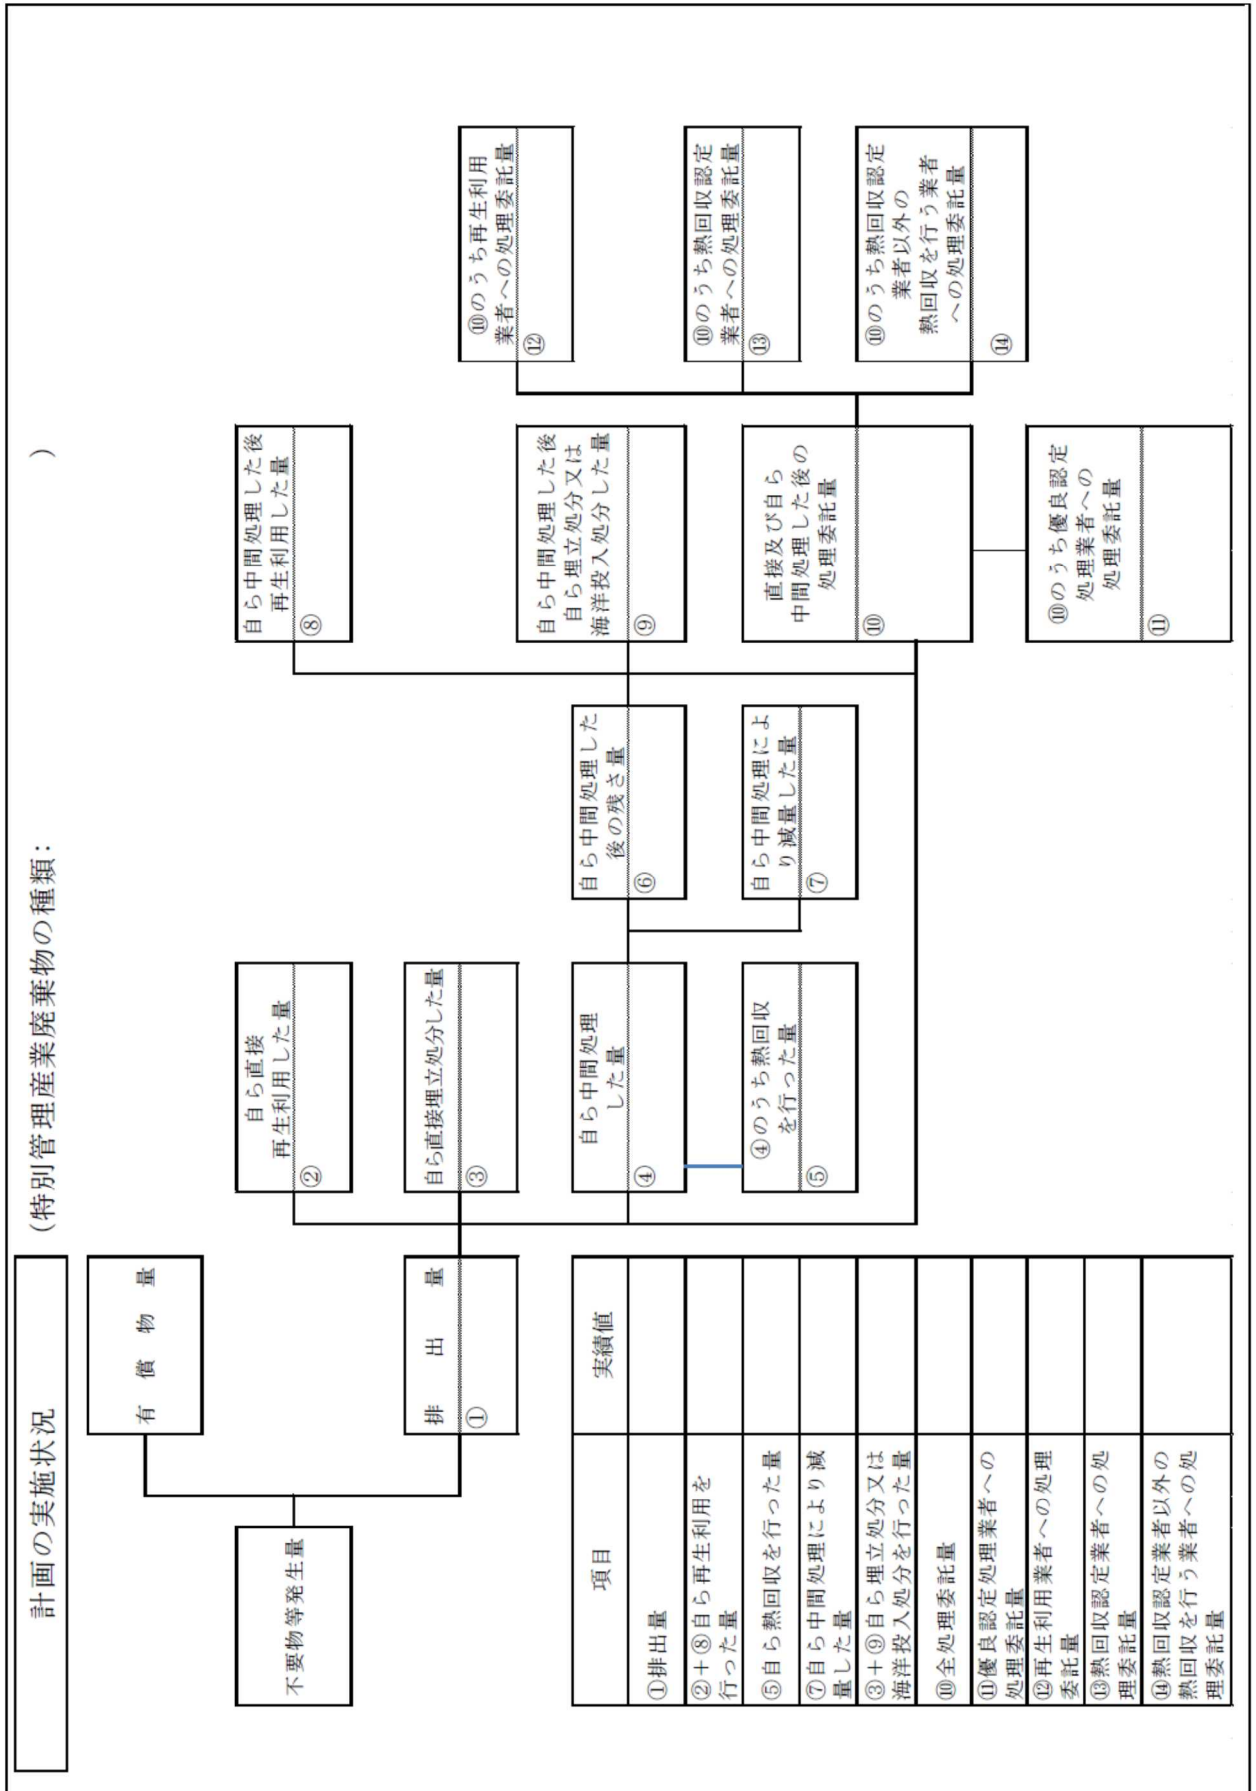 計画の実施状況
(特別管理産業廃棄物の種類： )
不要物等発生量
有償物量
排出量
①
自ら直接
再生利用した量
②
自ら直接埋立処分した量
③
自ら中間処理
した量
④
④のうち熱回収
を行った量
⑤
自ら中間処理した
後の残さ量
⑥
自ら中間処理によ
り減量した量
⑦
自ら中間処理した後
再生利用した量
⑧
自ら中間処理した後
自ら埋立処分又は
海洋投入処分した量
⑨
直接及び自ら
中間処理した後の
処理委託量
⑩
⑩のうち優良認定
処理業者への
処理委託量
⑪
⑩のうち再生利用
業者への処理委託量
⑫
⑩のうち熱回収認定
業者への処理委託量
⑬
⑩のうち熱回収認定
業者以外の
熱回収を行う業者
への処理委託量
⑭
項目 実績値
①排出量
②＋⑧自ら再生利用を
行った量
⑤自ら熱回収を行った量
⑦自ら中間処理により減
量した量
③＋⑨自ら埋立処分又は
海洋投入処分を行った量
⑩全処理委託量
⑪優良認定処理業者への
処理委託量
⑫再生利用業者への処理
委託量
⑬熱回収認定業者への処
理委託量
⑭熱回収認定業者以外の
熱回収を行う業者への処
理委託量